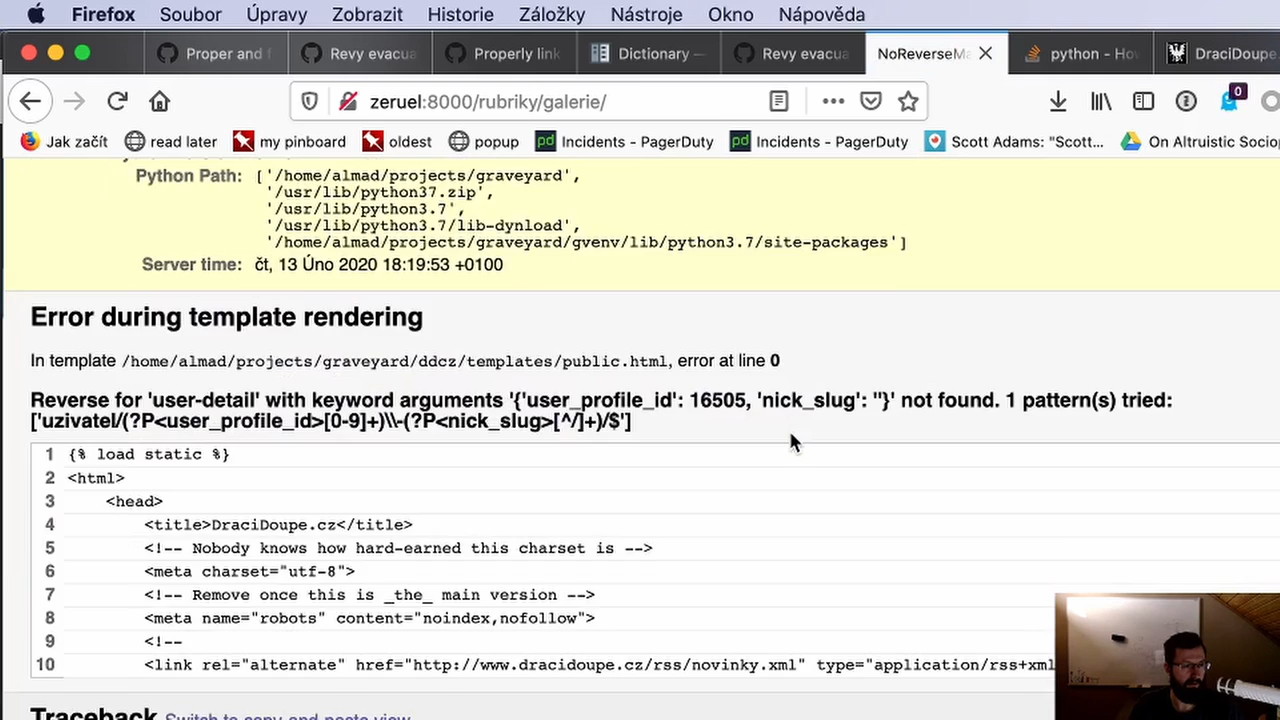 Firefox Soubor Úpravy Zobrazit Historie Záložky Nástroje Okno Nápověda
Proper and f Revy evacua Properly link Dictionary — Revy evacua NoReverseMa python - Ho DraciDoupe
zeruel:8000/rubriky/galerie/ 0
Jak začít read later my pinboard oldest popup Incidents - PagerDuty Incidents - PagerDuty Scott Adams: "Scott... On Altruistic Sociop
Python Path: ['/home/almad/projects/graveyard',
'/usr/lib/python37.zip',
'/usr/lib/python3.7',
'/usr/lib/python3.7/lib-dynload',
'/home/almad/projects/graveyard/gvenv/lib/python3.7/site-packages']
Server time: čt, 13 Úno 2020 18:19:53 +0100
Error during template rendering
In template /home/almad/projects/graveyard/ddcz/templates/public.html, error at line 0
Reverse for 'user-detail' with keyword arguments '{'user_profile_id': 16505, 'nick_slug': ''}' not found. 1 pattern(s) tried:
['uzivatel/(?P<user_profile_id>[0-9]+)\\-(?P<nick_slug>[^/]+)/$']
1 {% load static %}
2 <html>
3 <head>
4 <title>DraciDoupe.cz</title>
5 <!-- Nobody knows how hard-earned this charset is -->
6 <meta charset="utf-8">
7 <!-- Remove once this is _the_ main version -->
8 <meta name="robots" content="noindex,nofollow">
9 <!--
10 <link rel="alternate" href="http://www.dracidoupe.cz/rss/novinky.xml" type="application/rss+xml
Traceback Switch to copy-and-paste view